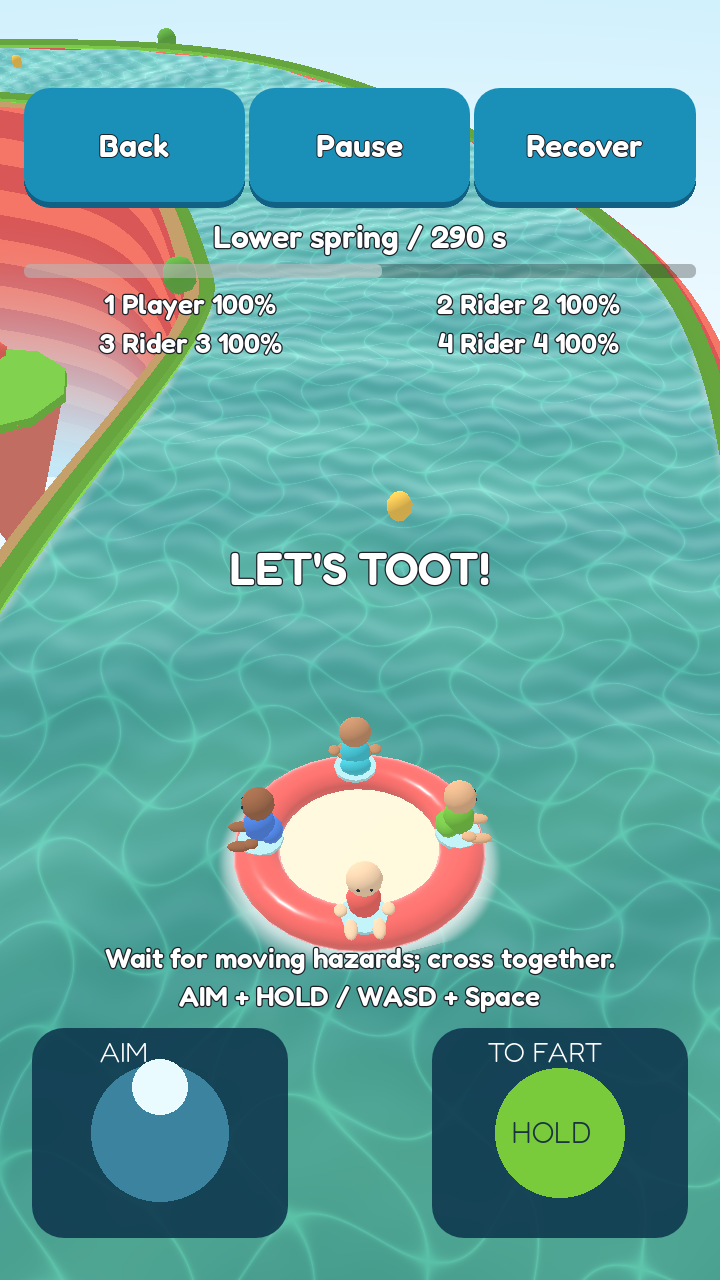 Back Pause Recover
Lower spring / 290 s
1 Player 100% 2 Rider 2 100%
3 Rider 3 100% 4 Rider 4 100%
LET'S TOOT!
Wait for moving hazards; cross together.
AIM + HOLD / WASD + Space
AIM TO FART
HOLD